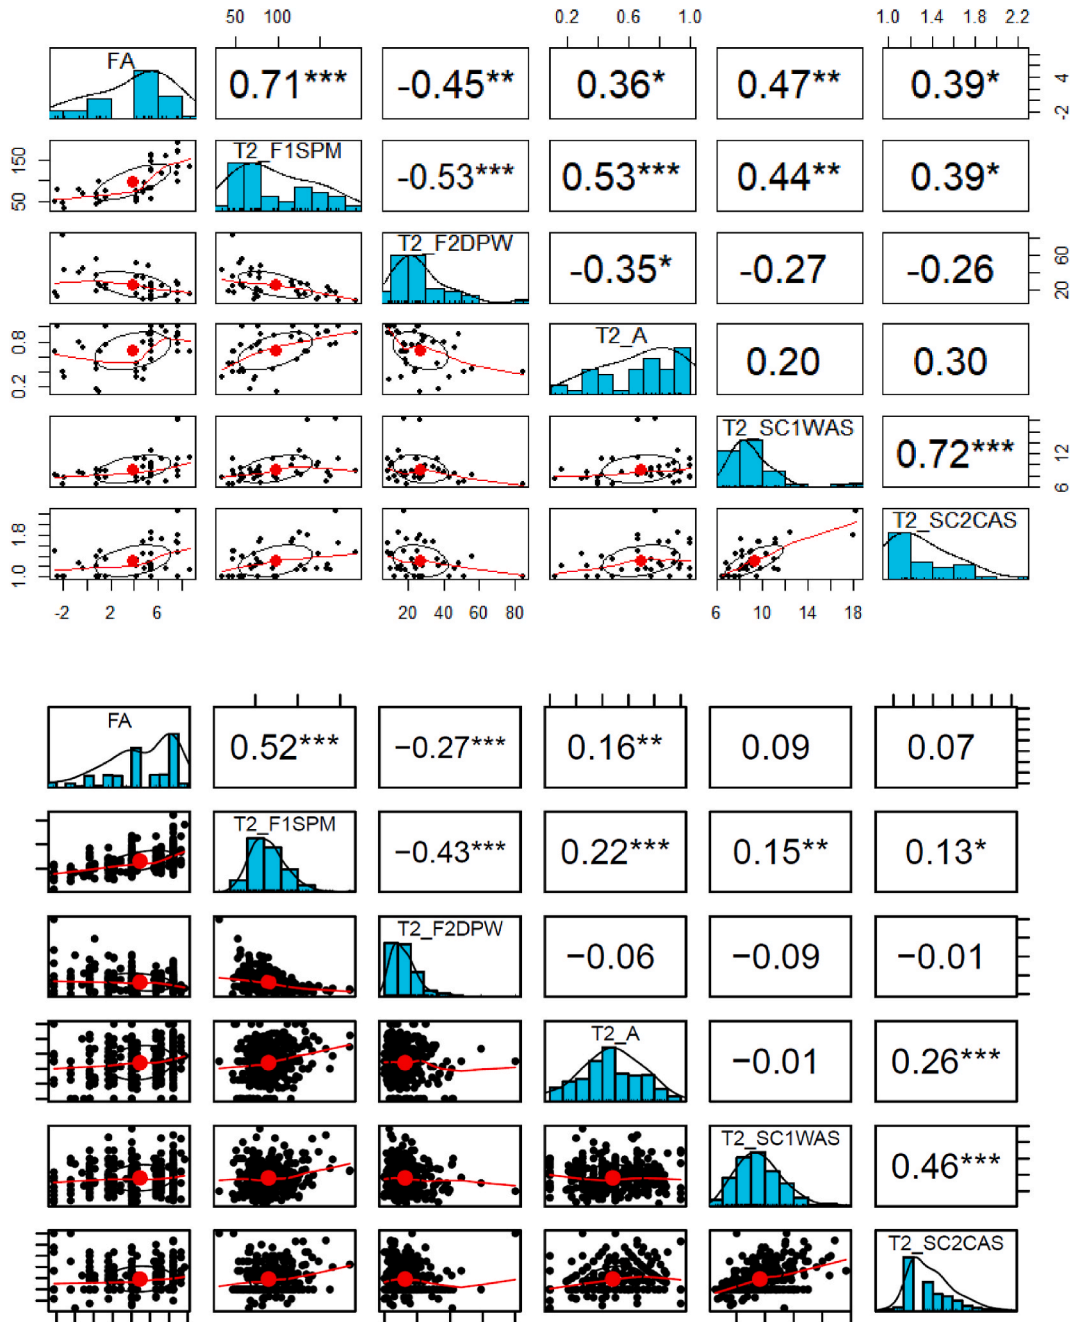 50 100 0.2 0.6 1.0 1.0 1.4 1.8 2.2
FA 0.71*** -0.45** 0.36* 0.47** 0.39* -2 4
50 150 T2_F1SPM -0.53*** 0.53*** 0.44** 0.39*
T2_F2DPW -0.35* -0.27 -0.26 20 60
0.2 0.8 T2_A 0.20 0.30
T2_SC1WAS 0.72*** 6 12
1.0 1.8 T2_SC2CAS
-2 2 6 20 40 60 80 6 10 14 18
FA 0.52*** −0.27*** 0.16** 0.09 0.07
T2_F1SPM −0.43*** 0.22*** 0.15** 0.13*
T2_F2DPW −0.06 −0.09 −0.01
T2_A −0.01 0.26***
T2_SC1WAS 0.46***
T2_SC2CAS